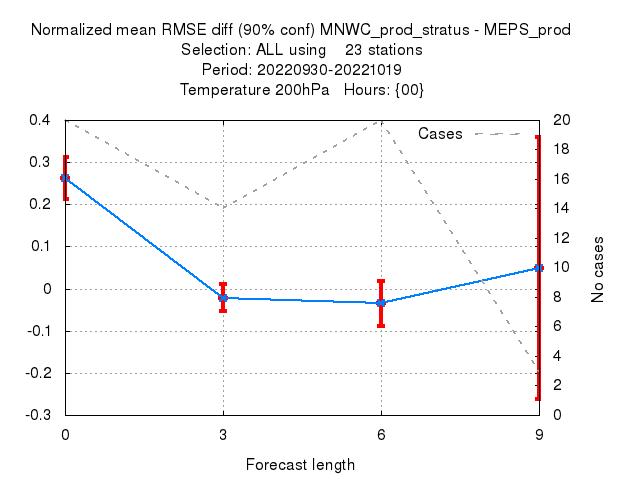 Normalized mean RMSE diff (90% conf) MNWC_prod_stratus - MEPS_prod
Selection: ALL using    23 stations
Period: 20220930-20221019
Temperature 200hPa   Hours: {00}
Cases
0.4
0.3
0.2
0.1
0
-0.1
-0.2
-0.3
20
18
16
14
12
10
8
6
4
2
0
No cases
0 3 6 9
Forecast length